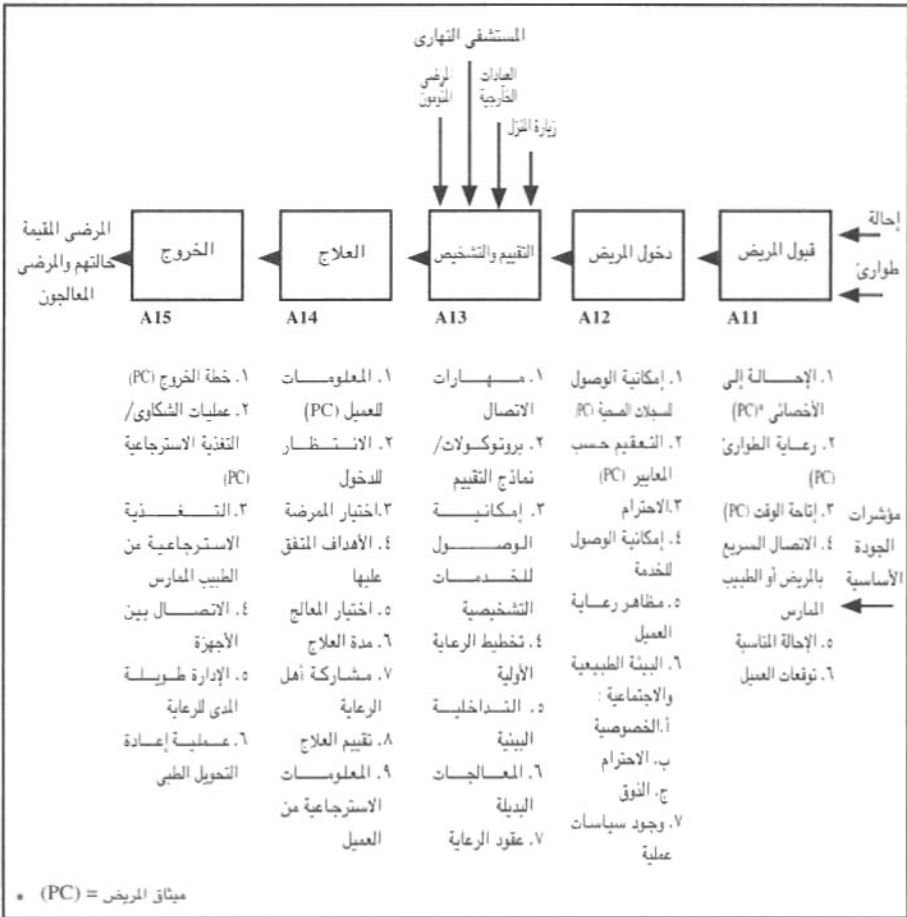 المستشفى النهارى
المرضى
المنومون
العيادات
الخارجية
زيارة المنزل
إحالة
طوارئ
قبول المريض
دخول المريض
التقييم والتشخيص
العلاج
الخروج
المرضى المقيمة
حالتهم والمرضى
المعالجون
A11
A12
A13
A14
A15
مؤشرات
الجودة
الأساسية
١. الإحالة إلى
الأخصائى *(PC)
٢. رعاية الطوارئ
(PC)
٣. إتاحة الوقت (PC)
٤. الاتصال السريع
بالمريض أو الطبيب
الممارس
٥. الإحالة المناسبة
٦. توقعات العميل
١. إمكانية الوصول
للسجلات الصحية (PC)
٢. التعقيم حسب
المعايير (PC)
٣. الاحترام
٤. إمكانية الوصول
للخدمة
٥. مظاهر رعاية
العميل
٦. البيئة الطبيعية
والاجتماعية :
أ. الخصوصية
ب. الاحترام
ج. الذوق
٧. وجود سياسات
عملية
١. مهارات
الاتصال
٢. بروتوكولات/
نماذج التقييم
٣. إمكانية
الوصول
للخدمات
التشخيصية
٤. تخطيط الرعاية
الأولية
٥. التداخلية
البينية
٦. المعالجات
البديلة
٧. عقود الرعاية
١. المعلومات
للعميل (PC)
٢. الانتظار
للدخول
٣. اختيار الممرضة
٤. الأهداف المتفق
عليها
٥. اختيار المعالج
٦. مدة العلاج
٧. مشاركة أهل
الرعاية
٨. تقييم العلاج
٩. المعلومات
الاسترجاعية من
العميل
١. خطة الخروج (PC)
٢. عمليات الشكاوى/
التغذية الاسترجاعية
(PC)
٣. التغذية
الاسترجاعية من
الطبيب الممارس
٤. الاتصال بين
الأجهزة
٥. الإدارة طويلة
المدى للرعاية
٦. عملية إعادة
التحويل الطبى
* (PC) = ميثاق المريض